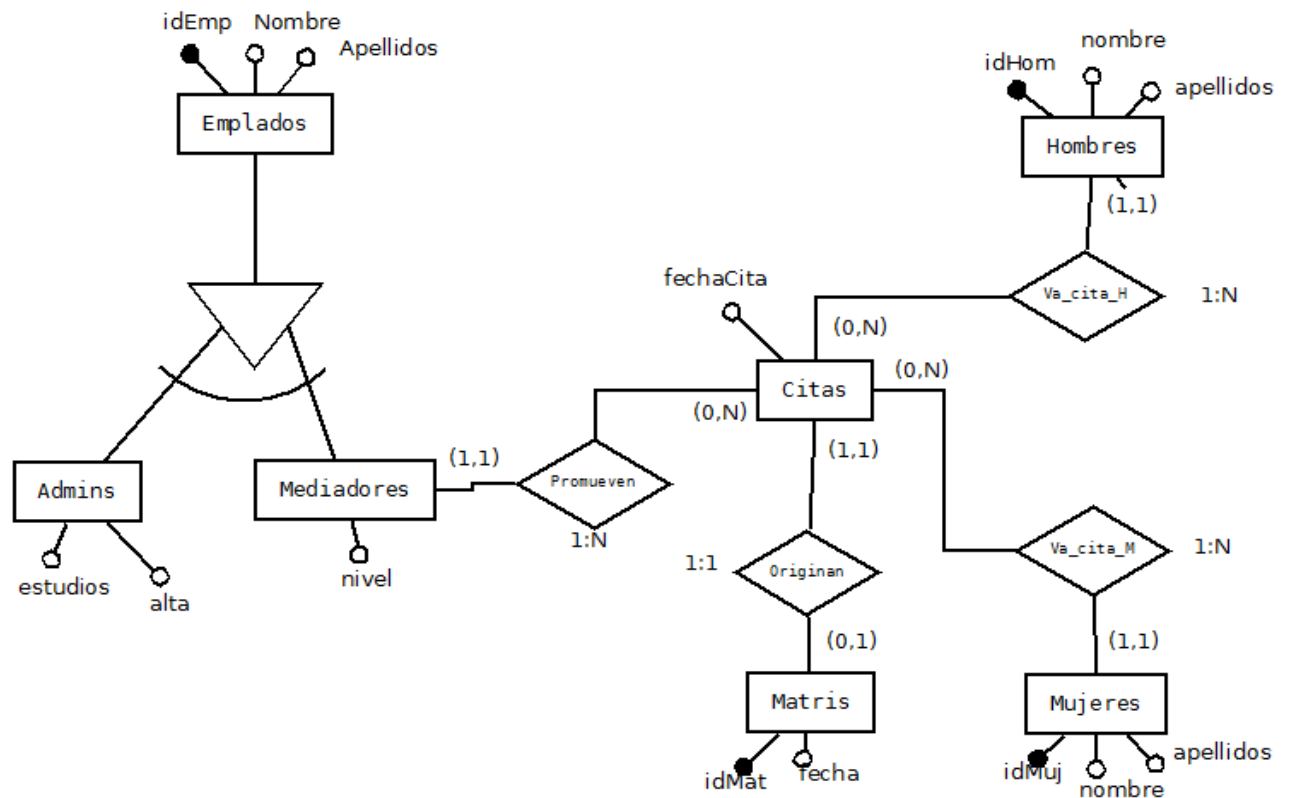 idEmp Nombre
Apellidos
Emplados
nombre
idHom
apellidos
Hombres
(1,1)
Va_cita_H
1:N
fechaCita
(0,N)
(0,N)
Citas
(0,N)
(1,1)
(1,1)
Admins
Mediadores
Promueven
1:N
estudios
alta
nivel
1:1
Originan
(0,1)
Va_cita_M
1:N
(1,1)
Matris
Mujeres
idMat
fecha
idMuj
apellidos
nombre